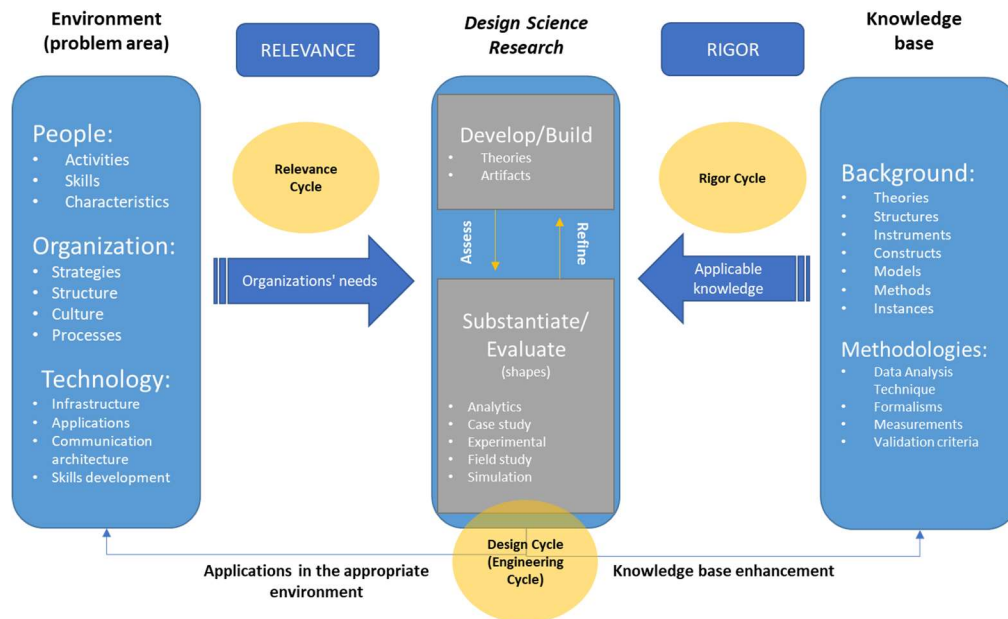 Environment
(problem area)
RELEVANCE
Design Science
Research
RIGOR
Knowledge
base
People:
• Activities
• Skills
• Characteristics
Organization:
• Strategies
• Structure
• Culture
• Processes
Technology:
• Infrastructure
• Applications
• Communication
architecture
• Skills development
Relevance
Cycle
Organizations' needs
Develop/Build
• Theories
• Artifacts
Assess
Refine
Substantiate/
Evaluate
(shapes)
• Analytics
• Case study
• Experimental
• Field study
• Simulation
Rigor Cycle
Applicable
knowledge
Background:
• Theories
• Structures
• Instruments
• Constructs
• Models
• Methods
• Instances
Methodologies:
• Data Analysis
Technique
• Formalisms
• Measurements
• Validation criteria
Design Cycle
(Engineering
Cycle)
Applications in the appropriate
environment
Knowledge base enhancement